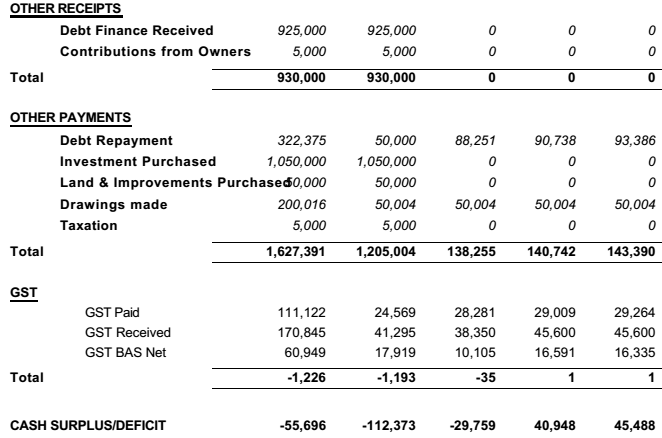 OTHER RECEIPTS
Debt Finance Received 925,000 925,000 0 0 0
Contributions from Owners 5,000 5,000 0 0 0
Total 930,000 930,000 0 0 0
OTHER PAYMENTS
Debt Repayment 322,375 50,000 88,251 90,738 93,386
Investment Purchased 1,050,000 1,050,000 0 0 0
Land & Improvements Purchased 50,000 50,000 0 0 0
Drawings made 200,016 50,004 50,004 50,004 50,004
Taxation 5,000 5,000 0 0 0
Total 1,627,391 1,205,004 138,255 140,742 143,390
GST
GST Paid 111,122 24,569 28,281 29,009 29,264
GST Received 170,845 41,295 38,350 45,600 45,600
GST BAS Net 60,949 17,919 10,105 16,591 16,335
Total -1,226 -1,193 -35 1 1
CASH SURPLUS/DEFICIT -55,696 -112,373 -29,759 40,948 45,488